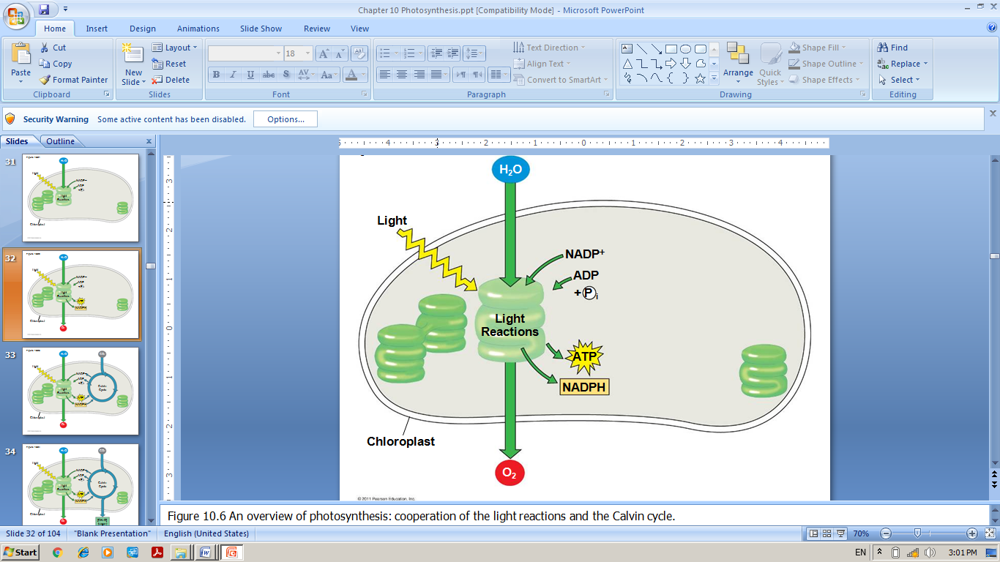 Chapter 10 Photosynthesis.ppt [Compatibility Mode] - Microsoft PowerPoint
Home Insert Design Animations Slide Show Review View
Paste
Cut
Copy
Format Painter
Clipboard
New
Slide
Layout
Reset
Delete
Slides
18
Font
Paragraph
Text Direction
Align Text
Convert to SmartArt
Arrange
Quick
Styles
Shape Fill
Shape Outline
Shape Effects
Drawing
Find
Replace
Select
Editing
Security Warning Some active content has been disabled. Options...
Slides Outline
31
32
33
34
H₂O
Light
NADP⁺
ADP
+ P i
Light
Reactions
ATP
NADPH
Chloroplast
O₂
© 2011 Pearson Education, Inc.
Figure 10.6 An overview of photosynthesis: cooperation of the light reactions and the Calvin cycle.
Slide 32 of 104 "Blank Presentation" English (United States) 70%
Start EN 3:01 PM